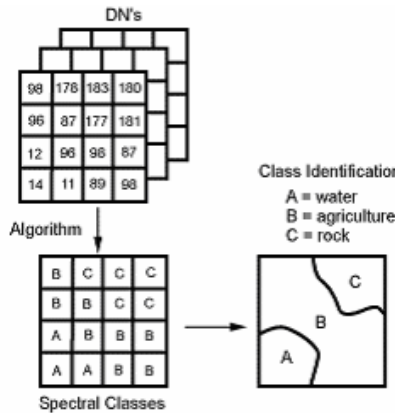 DN's
98 178 183 180
96 87 177 181
12 96 98 87
14 11 89 98
Algorithm
B C C C
B B C C
A B B B
A A B B
Spectral Classes
Class Identification
A = water
B = agriculture
C = rock
C
B
A